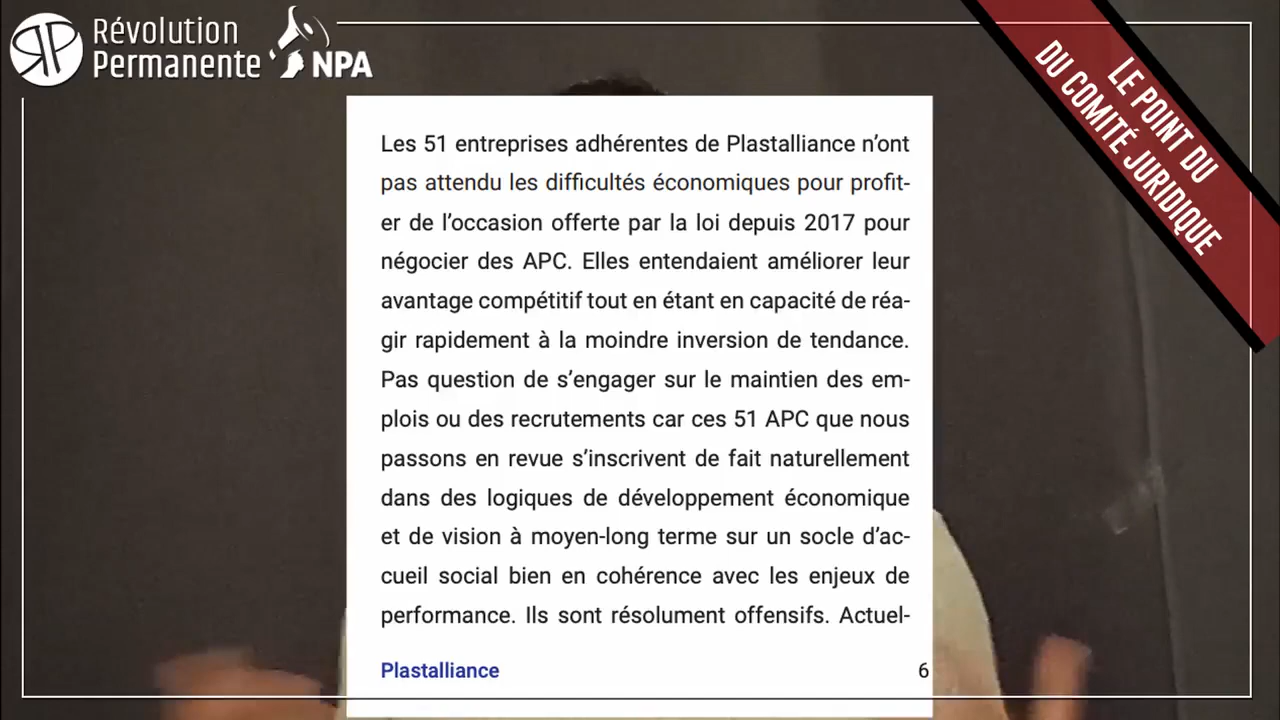 Révolution
Permanente
NPA
LE POINT DU
DU COMITÉ JURIDIQUE
Les 51 entreprises adhérentes de Plastalliance n’ont
pas attendu les difficultés économiques pour profit-
er de l’occasion offerte par la loi depuis 2017 pour
négocier des APC. Elles entendaient améliorer leur
avantage compétitif tout en étant en capacité de réa-
gir rapidement à la moindre inversion de tendance.
Pas question de s’engager sur le maintien des em-
plois ou des recrutements car ces 51 APC que nous
passons en revue s’inscrivent de fait naturellement
dans des logiques de développement économique
et de vision à moyen-long terme sur un socle d’ac-
cueil social bien en cohérence avec les enjeux de
performance. Ils sont résolument offensifs. Actuel-
Plastalliance
6